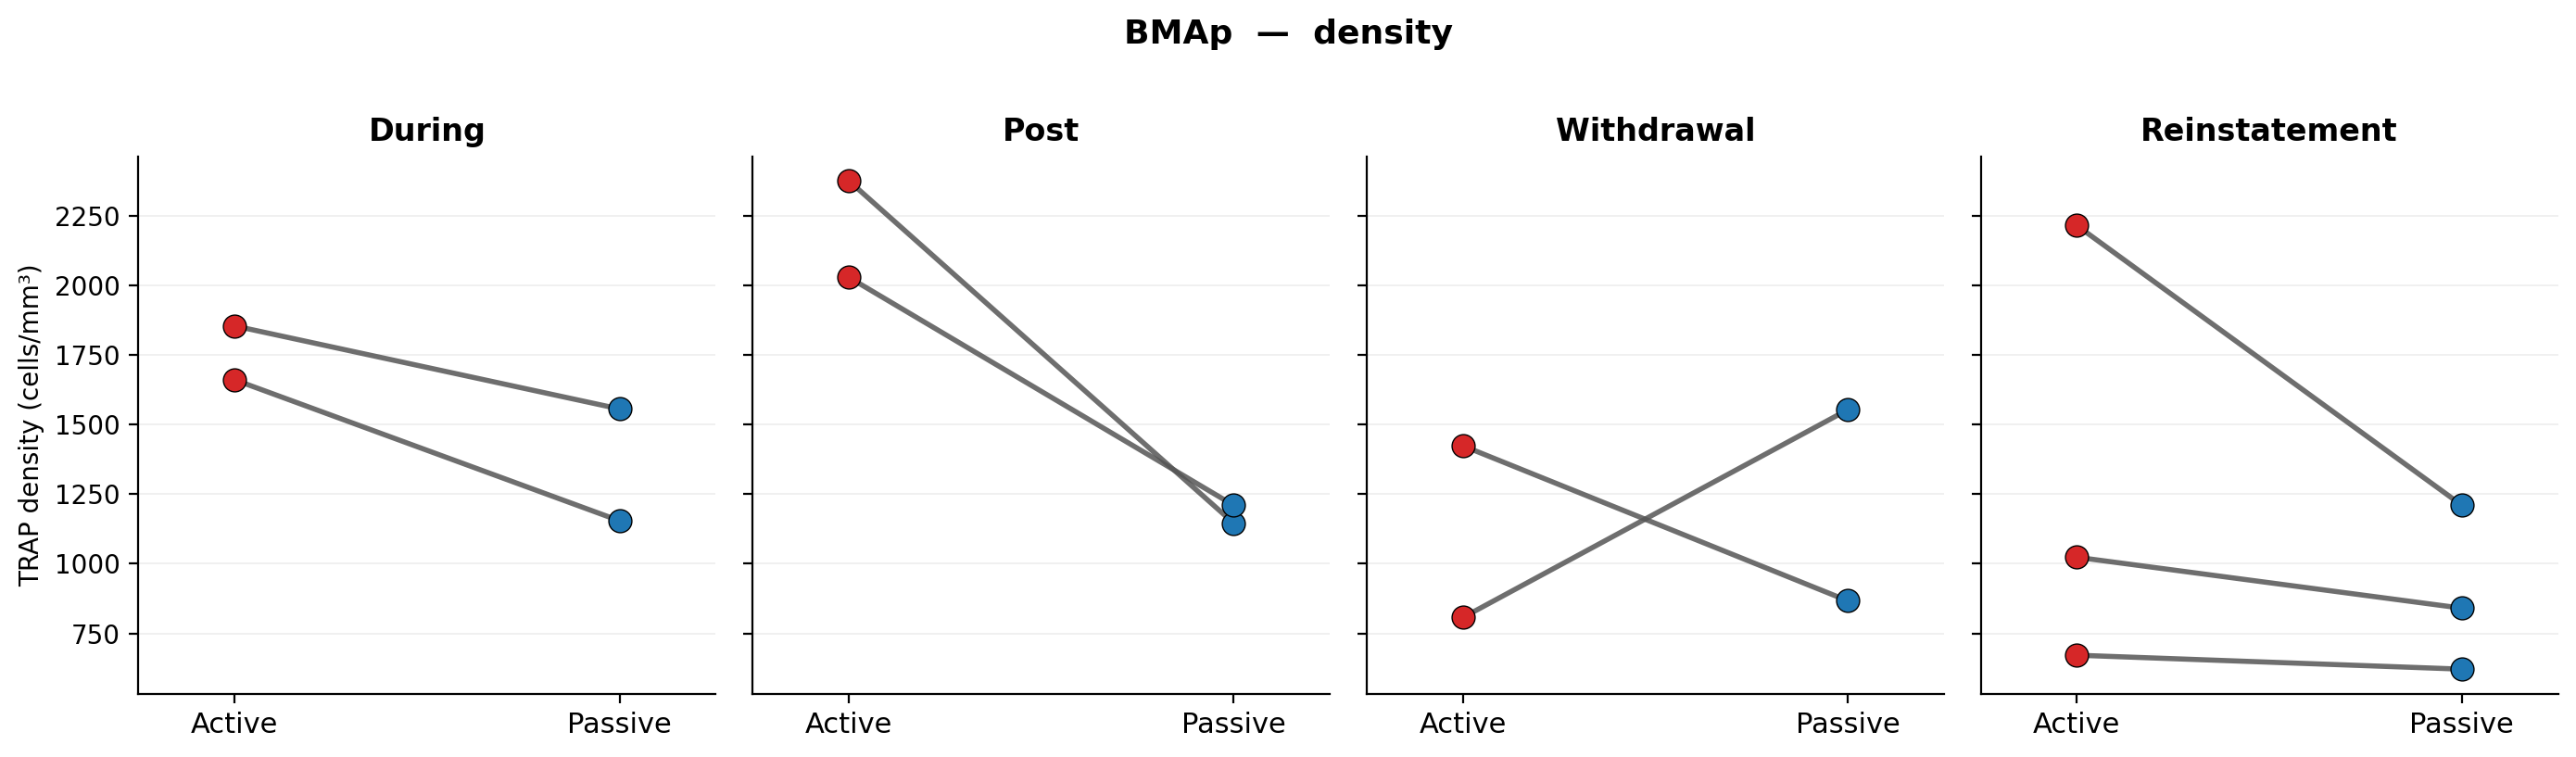 BMAp — density
During
Post
Withdrawal
Reinstatement
TRAP density (cells/mm³)
2250
2000
1750
1500
1250
1000
750
Active Passive
Active Passive
Active Passive
Active Passive